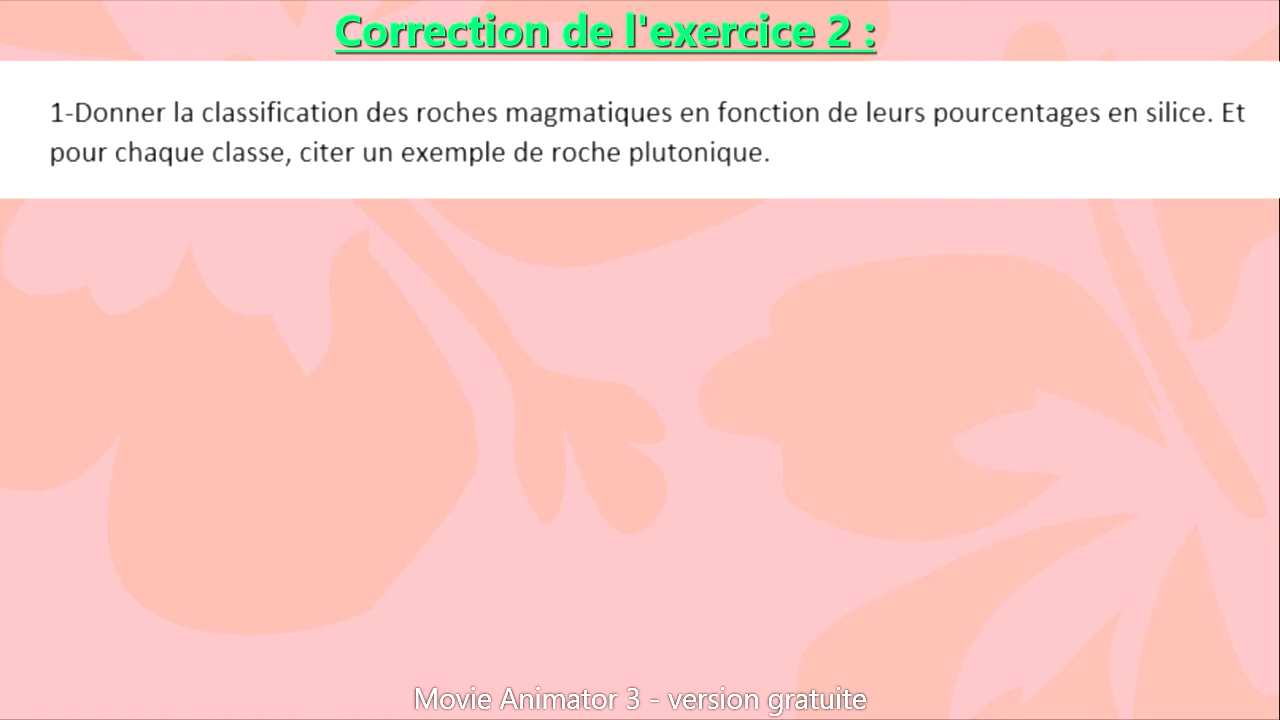 Correction de l'exercice 2 :
1-Donner la classification des roches magmatiques en fonction de leurs pourcentages en silice. Et
pour chaque classe, citer un exemple de roche plutonique.
Movie Animator 3 - version gratuite